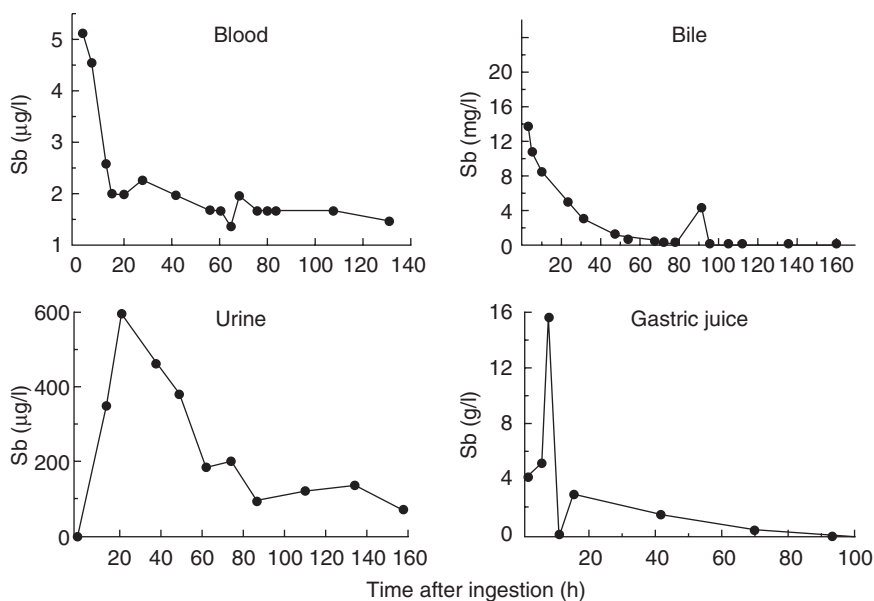 Blood
Sb (µg/l)
5
4
3
2
1
0 20 40 60 80 100 120 140
Bile
Sb (mg/l)
24
20
16
12
8
4
0
20 40 60 80 100 120 140 160
Urine
Sb (µg/l)
600
400
200
0
20 40 60 80 100 120 140 160
Gastric juice
Sb (g/l)
16
12
8
4
0
20 40 60 80 100
Time after ingestion (h)